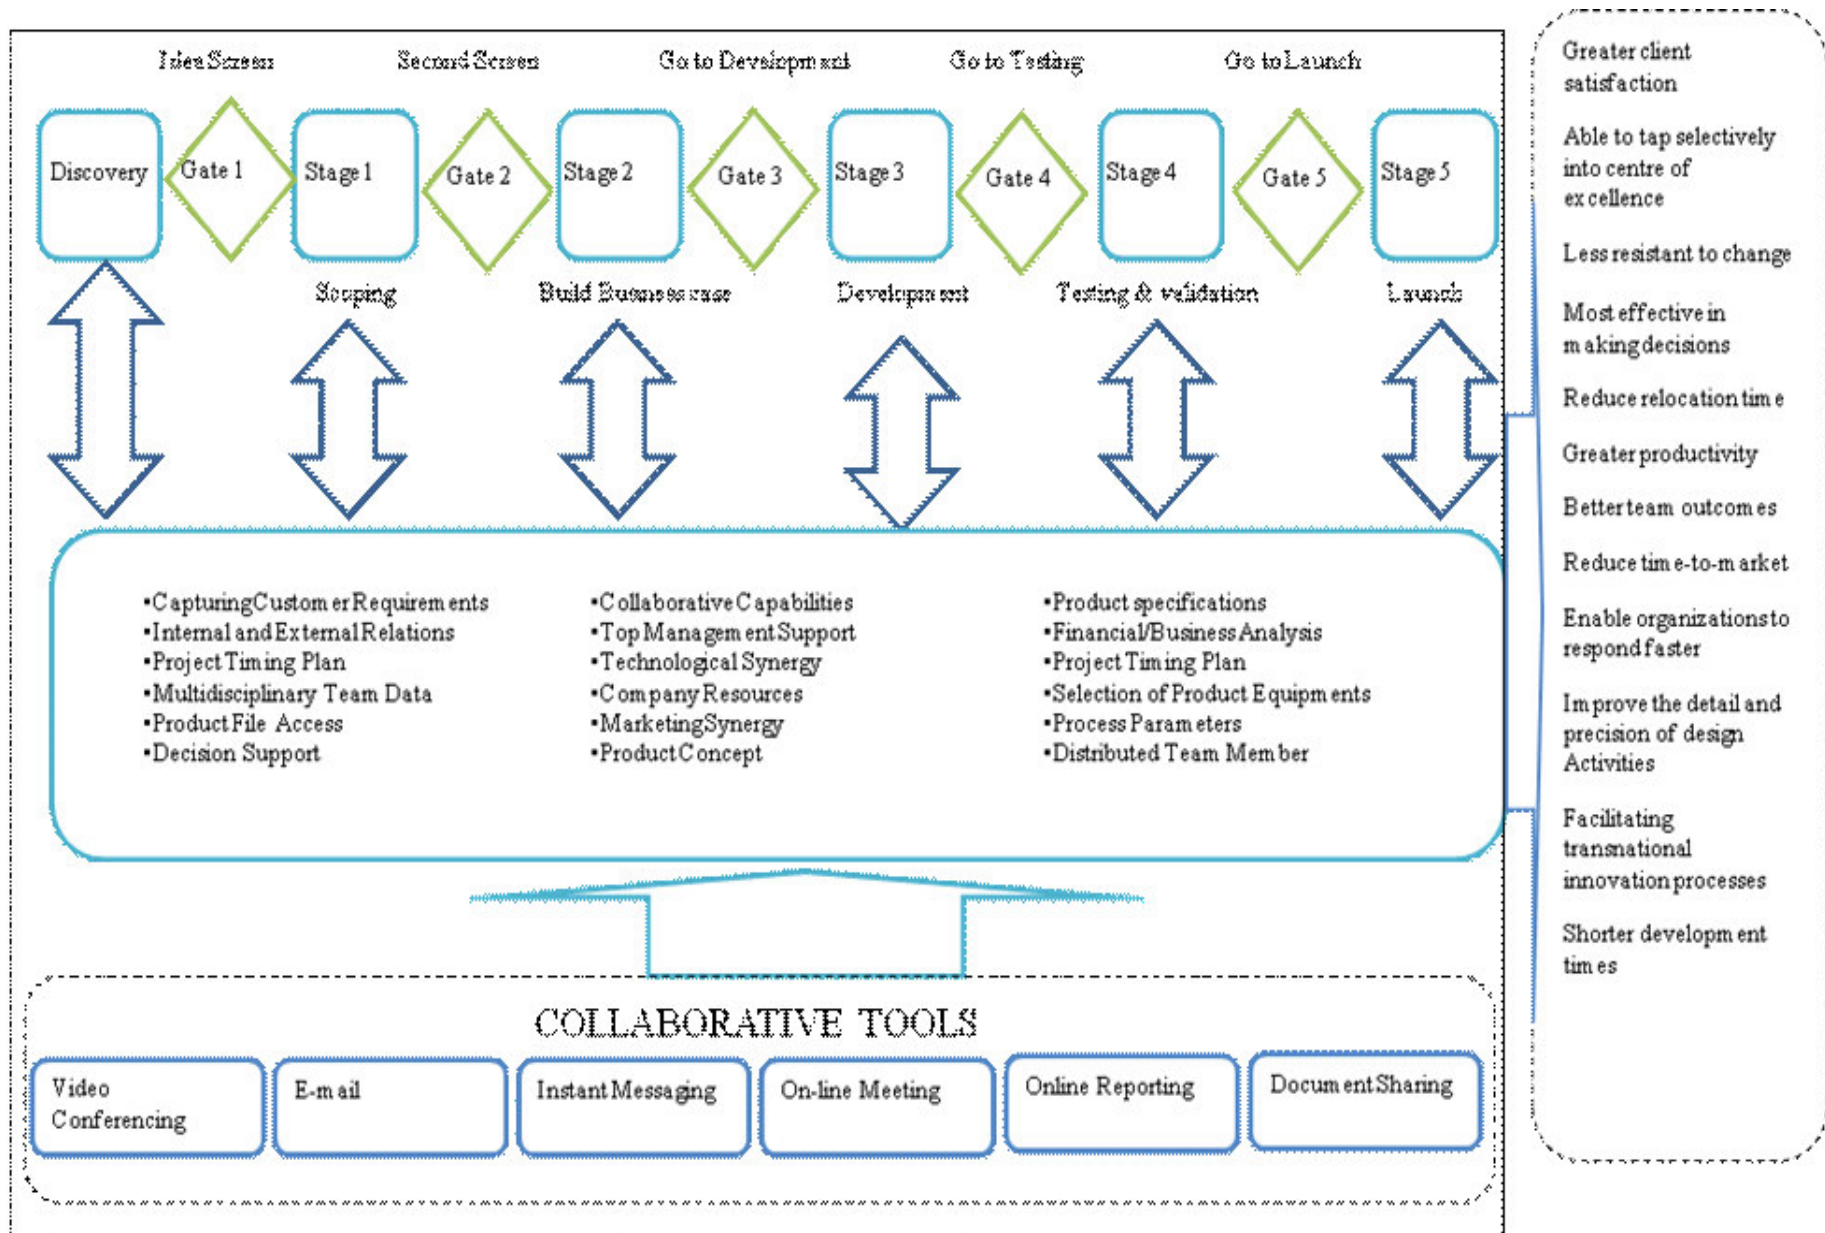 Idea Screen
Second Screen
Go to Development
Go to Testing
Go to Launch
Discovery
Gate 1
Stage 1
Gate 2
Stage 2
Gate 3
Stage 3
Gate 4
Stage 4
Gate 5
Stage 5
Scoping
Build Business case
Development
Testing & validation
Launch
▪Capturing Customer Requirements
▪Internal and External Relations
▪Project Timing Plan
▪Multidisciplinary Team Data
▪Product File Access
▪Decision Support
▪Collaborative Capabilities
▪Top Management Support
▪Technological Synergy
▪Company Resources
▪Marketing Synergy
▪Product Concept
▪Product specifications
▪Financial/Business Analysis
▪Project Timing Plan
▪Selection of Product Equipments
▪Process Parameters
▪Distributed Team Member
COLLABORATIVE TOOLS
Video
Conferencing
E-mail
Instant Messaging
On-line Meeting
Online Reporting
Document Sharing
Greater client
satisfaction
Able to tap selectively
into centre of
excellence
Less resistant to change
Most effective in
making decisions
Reduce relocation time
Greater productivity
Better team outcomes
Reduce time-to-market
Enable organizations to
respond faster
Improve the detail and
precision of design
Activities
Facilitating
transnational
innovation processes
Shorter development
times